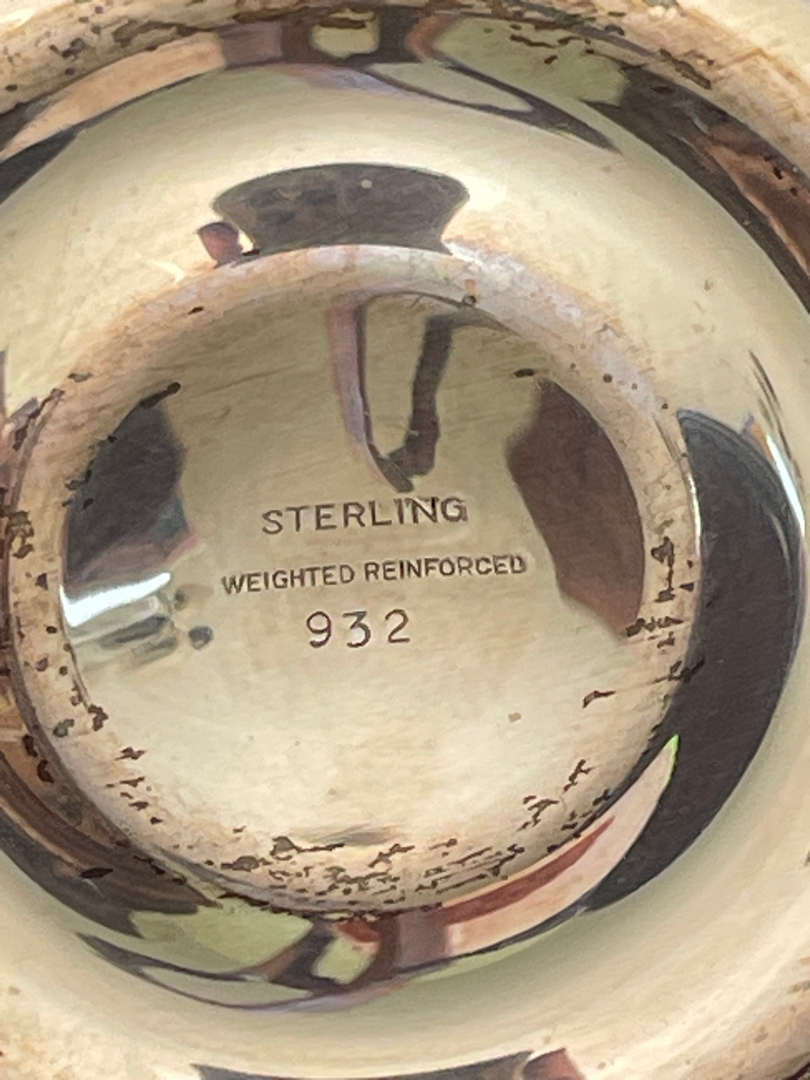 STERLING
WEIGHTED REINFORCED
932